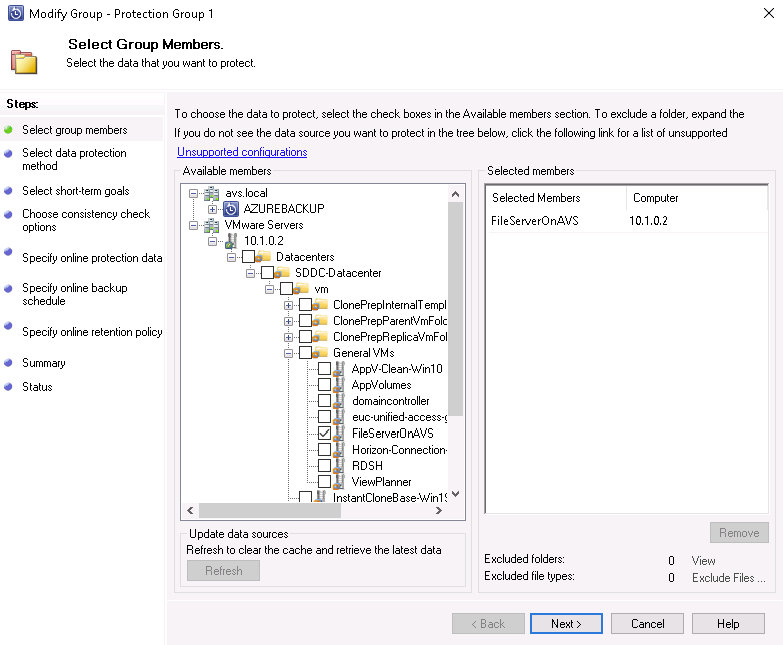 Modify Group - Protection Group 1
Select Group Members.
Select the data that you want to protect.
Steps:
Select group members
Select data protection
method
Select short-term goals
Choose consistency check
options
Specify online protection data
Specify online backup
schedule
Specify online retention policy
Summary
Status
To choose the data to protect, select the check boxes in the Available members section. To exclude a folder, expand the
If you do not see the data source you want to protect in the tree below, click the following link for a list of unsupported
Unsupported configurations
Available members
avs.local
AZUREBACKUP
VMware Servers
10.1.0.2
Datacenters
SDDC-Datacenter
vm
ClonePrepInternalTempl
ClonePrepParentVmFold
ClonePrepReplicaVmFol
General VMs
AppV-Clean-Win10
AppVolumes
domaincontroller
euc-unified-access-g
FileServerOnAVS
Horizon-Connection-
RDSH
ViewPlanner
InstantCloneBase-Win19
Update data sources
Refresh to clear the cache and retrieve the latest data
Refresh
Selected members
Selected Members Computer
FileServerOnAVS 10.1.0.2
Remove
Excluded folders: 0 View
Excluded file types: 0 Exclude Files ...
< Back Next > Cancel Help